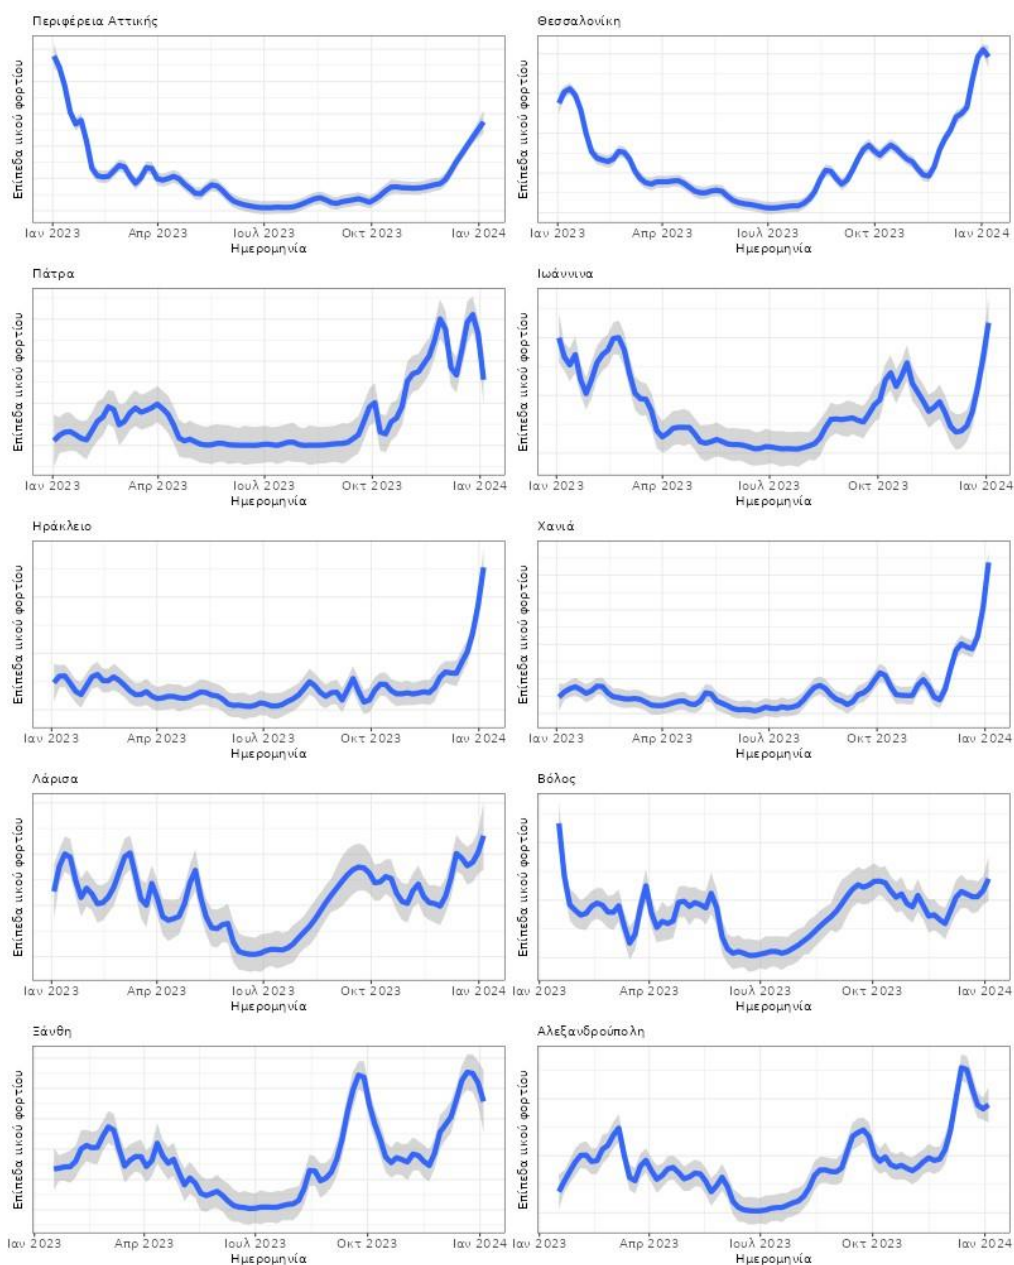 Περιφέρεια Αττικής
Επίπεδα ιικού φορτίου
Ιαν 2023 Απρ 2023 Ιουλ 2023 Οκτ 2023 Ιαν 2024
Ημερομηνία
Θεσσαλονίκη
Επίπεδα ιικού φορτίου
Ιαν 2023 Απρ 2023 Ιουλ 2023 Οκτ 2023 Ιαν 2024
Ημερομηνία
Πάτρα
Επίπεδα ιικού φορτίου
Ιαν 2023 Απρ 2023 Ιουλ 2023 Οκτ 2023 Ιαν 2024
Ημερομηνία
Ιωάννινα
Επίπεδα ιικού φορτίου
Ιαν 2023 Απρ 2023 Ιουλ 2023 Οκτ 2023 Ιαν 2024
Ημερομηνία
Ηράκλειο
Επίπεδα ιικού φορτίου
Ιαν 2023 Απρ 2023 Ιουλ 2023 Οκτ 2023 Ιαν 2024
Ημερομηνία
Χανιά
Επίπεδα ιικού φορτίου
Ιαν 2023 Απρ 2023 Ιουλ 2023 Οκτ 2023 Ιαν 2024
Ημερομηνία
Λάρισα
Επίπεδα ιικού φορτίου
Ιαν 2023 Απρ 2023 Ιουλ 2023 Οκτ 2023 Ιαν 2024
Ημερομηνία
Βόλος
Επίπεδα ιικού φορτίου
Ιαν 2023 Απρ 2023 Ιουλ 2023 Οκτ 2023 Ιαν 2024
Ημερομηνία
Ξάνθη
Επίπεδα ιικού φορτίου
Ιαν 2023 Απρ 2023 Ιουλ 2023 Οκτ 2023 Ιαν 2024
Ημερομηνία
Αλεξανδρούπολη
Επίπεδα ιικού φορτίου
Ιαν 2023 Απρ 2023 Ιουλ 2023 Οκτ 2023 Ιαν 2024
Ημερομηνία